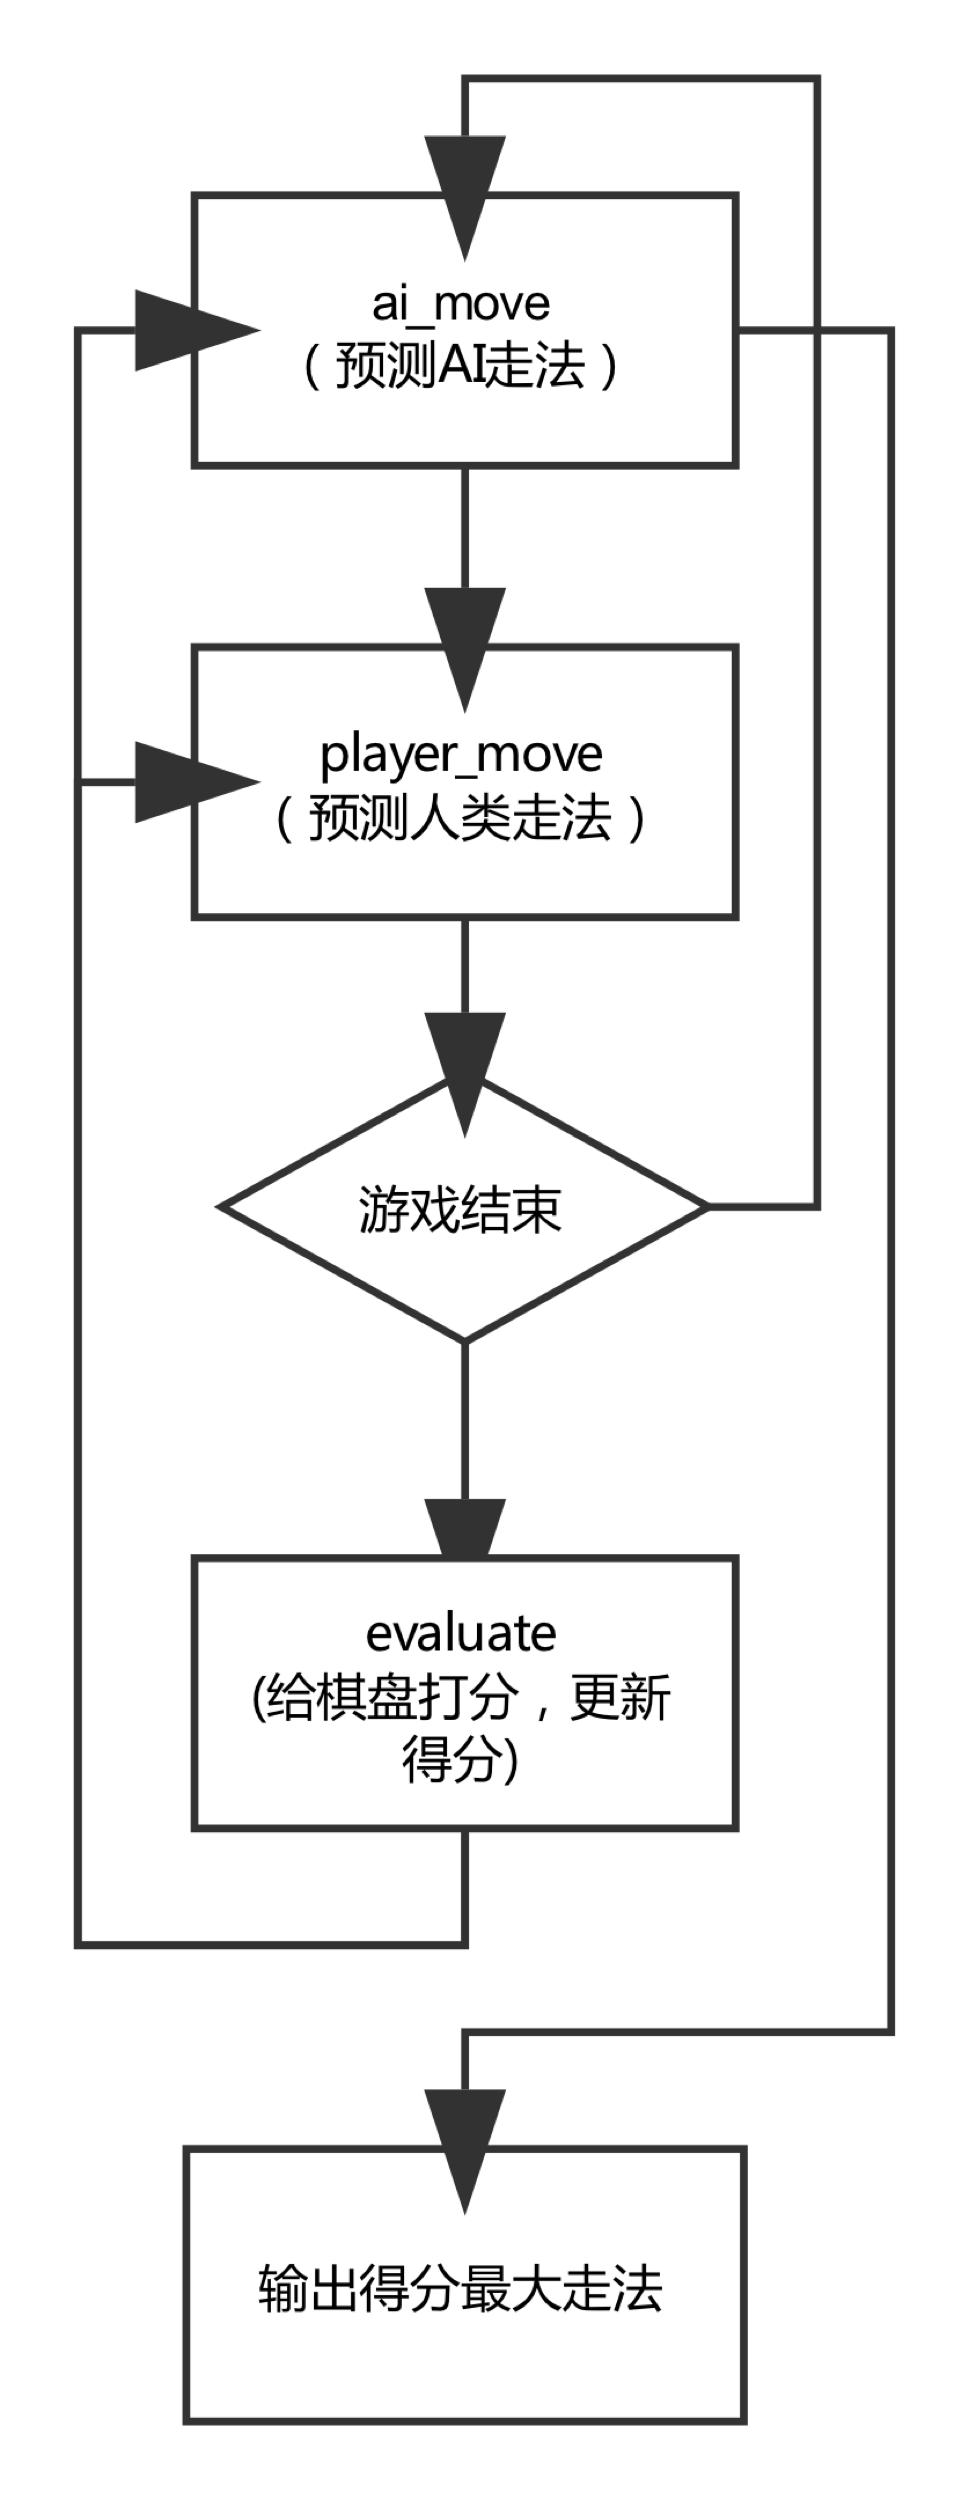 ai_move
（预测AI走法）
player_move
（预测人类走法）
游戏结束
evaluate
(给棋盘打分，更新
得分)
输出得分最大走法